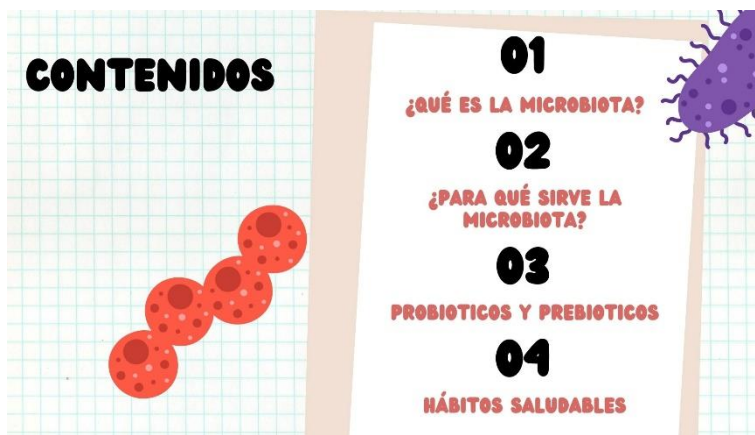 CONTENIDOS
01
¿QUÉ ES LA MICROBIOTA?
02
¿PARA QUÉ SIRVE LA
MICROBIOTA?
03
PROBIOTICOS Y PREBIOTICOS
04
HÁBITOS SALUDABLES